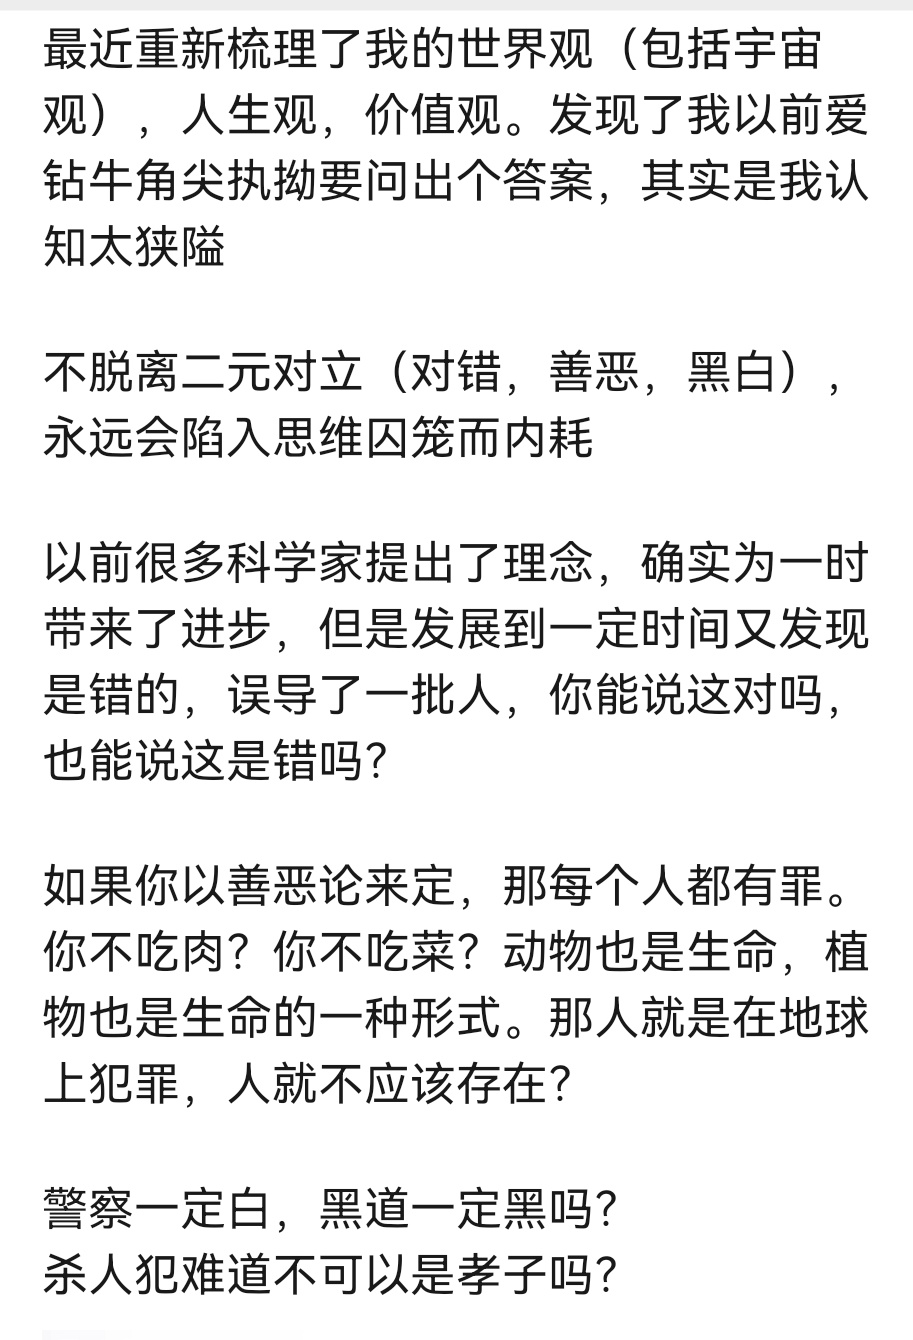 最近重新梳理了我的世界观（包括宇宙
观），人生观，价值观。发现了我以前爱
钻牛角尖执拗要问出个答案，其实是我认
知太狭隘
不脱离二元对立（对错，善恶，黑白），
永远会陷入思维囚笼而内耗
以前很多科学家提出了理念，确实为一时
带来了进步，但是发展到一定时间又发现
是错的，误导了一批人，你能说这对吗，
也能说这是错吗？
如果你以善恶论来定，那每个人都有罪。
你不吃肉？你不吃菜？动物也是生命，植
物也是生命的一种形式。那人就是在地球
上犯罪，人就不应该存在？
警察一定白，黑道一定黑吗？
杀人犯难道不可以是孝子吗？